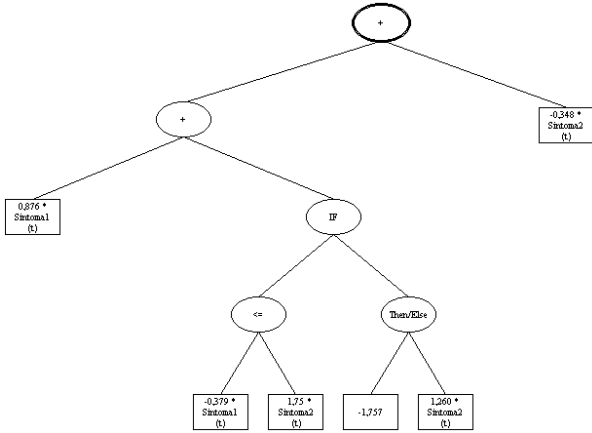 +
+
-0,348 *
Sintoma2
(t)
0,876 *
Sintoma1
(t)
IF
<=
Then/Else
-0,379 *
Sintoma1
(t)
1,75 *
Sintoma2
(t)
-1,757
1,260 *
Sintoma2
(t)